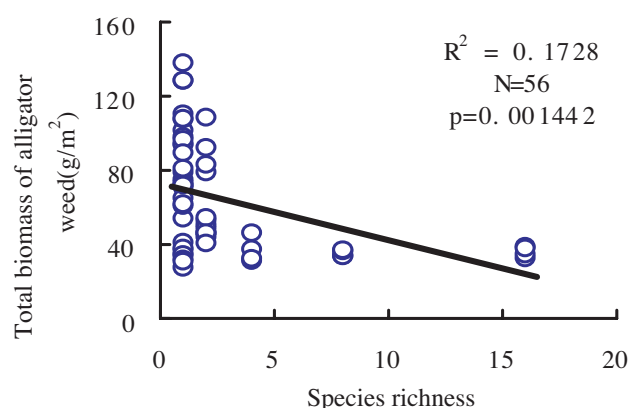 160
120
80
40
0
Total biomass of alligator
weed(g/m²)
R² = 0. 1728
N=56
p=0. 001442
0 5 10 15 20
Species richness